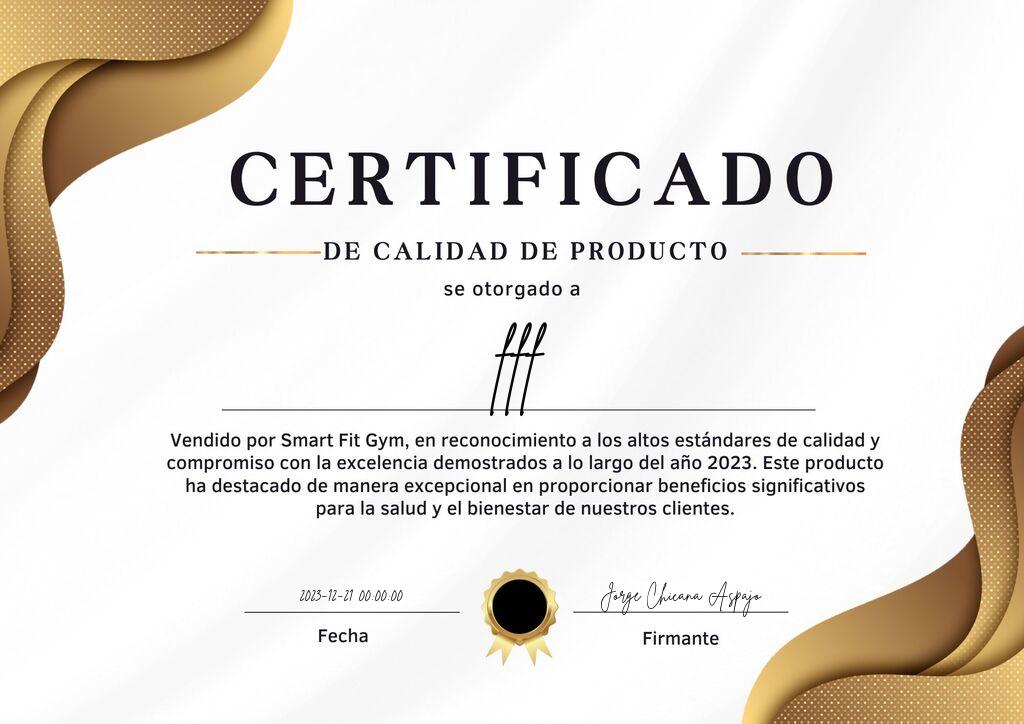 CERTIFICADO
DE CALIDAD DE PRODUCTO
se otorgado a
fff
Vendido por Smart Fit Gym, en reconocimiento a los altos estándares de calidad y
compromiso con la excelencia demostrados a lo largo del año 2023. Este producto
ha destacado de manera excepcional en proporcionar beneficios significativos
para la salud y el bienestar de nuestros clientes.
2023-12-21 00:00:00
Jorge Chicana Aspajo
Fecha
Firmante